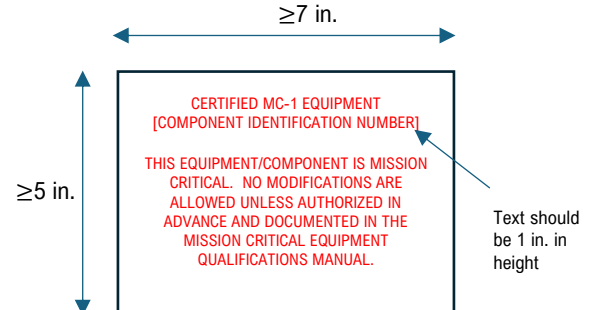 ≥7 in.
CERTIFIED MC-1 EQUIPMENT
[COMPONENT IDENTIFICATION NUMBER]
THIS EQUIPMENT/COMPONENT IS MISSION
CRITICAL.  NO MODIFICATIONS ARE
ALLOWED UNLESS AUTHORIZED IN
ADVANCE AND DOCUMENTED IN THE
MISSION CRITICAL EQUIPMENT
QUALIFICATIONS MANUAL.
≥5 in.
Text should
be 1 in. in
height